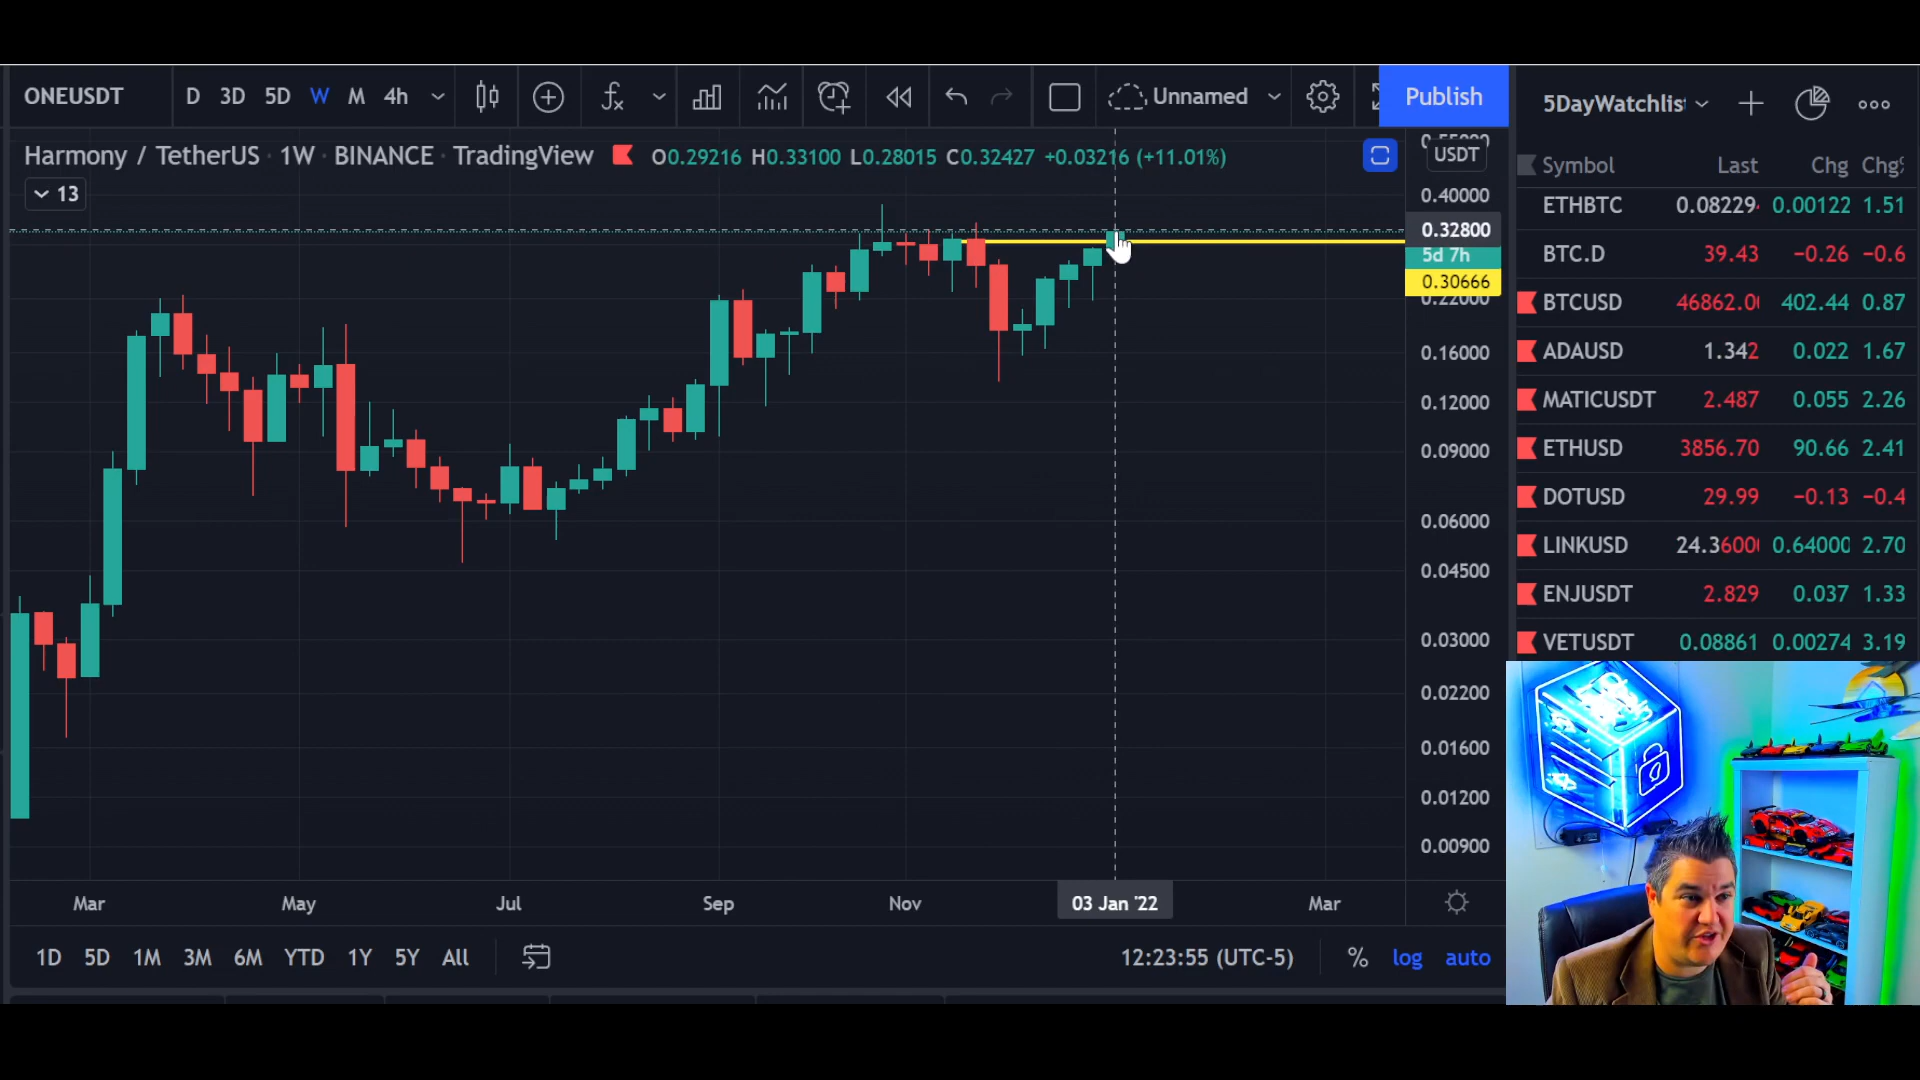 ONEUSDT D 3D 5D W M 4h Unnamed Publish
Harmony / TetherUS · 1W · BINANCE · TradingView O0.29216 H0.33100 L0.28015 C0.32427 +0.03216 (+11.01%)
13
USDT
0.40000
0.32800
5d 7h
0.30666
0.22000
0.16000
0.12000
0.09000
0.06000
0.04500
0.03000
0.02200
0.01600
0.01200
0.00900
Mar May Jul Sep Nov 03 Jan '22 Mar
1D 5D 1M 3M 6M YTD 1Y 5Y All 12:23:55 (UTC-5) % log auto
5DayWatchlis
Symbol Last Chg Chg%
ETHBTC 0.08229 0.00122 1.51
BTC.D 39.43 −0.26 −0.6
BTCUSD 46862.0 402.44 0.87
ADAUSD 1.342 0.022 1.67
MATICUSDT 2.487 0.055 2.26
ETHUSD 3856.70 90.66 2.41
DOTUSD 29.99 −0.13 −0.4
LINKUSD 24.3600 0.64000 2.70
ENJUSDT 2.829 0.037 1.33
VETUSDT 0.08861 0.00274 3.19